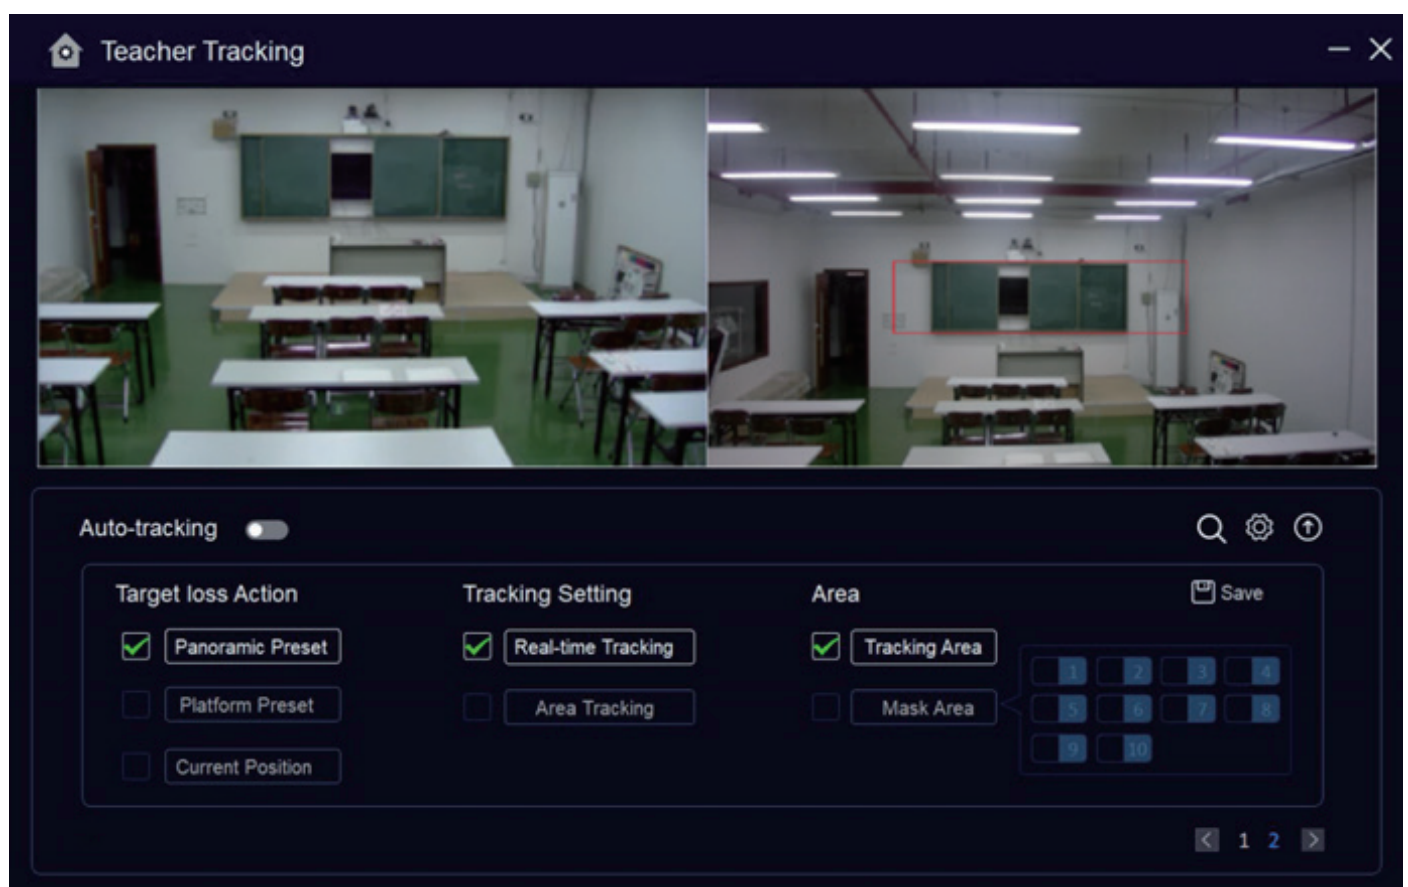 Teacher Tracking
Auto-tracking
Target loss Action Tracking Setting Area Save
Panoramic Preset Real-time Tracking Tracking Area
1 2 3 4
Platform Preset Area Tracking Mask Area 5 6 7 8
9 10
Current Position
< 1 2 >